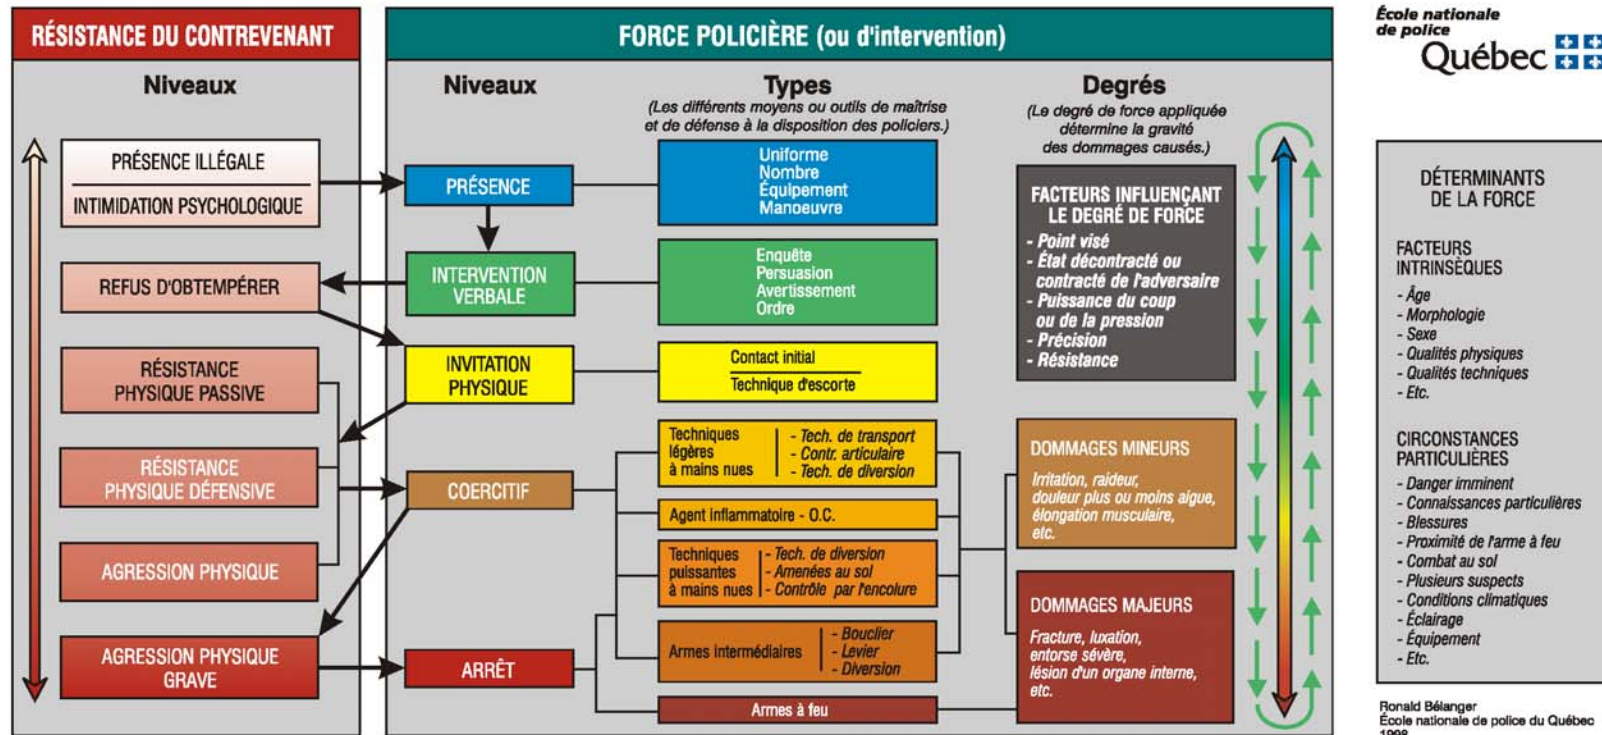 RÉSISTANCE DU CONTREVENANT
Niveaux
PRÉSENCE ILLÉGALE
INTIMIDATION PSYCHOLOGIQUE
REFUS D'OBTEMPÉRER
RÉSISTANCE
PHYSIQUE PASSIVE
RÉSISTANCE
PHYSIQUE DÉFENSIVE
AGRESSION PHYSIQUE
AGRESSION PHYSIQUE
GRAVE
FORCE POLICIÈRE (ou d'intervention)
Niveaux
PRÉSENCE
INTERVENTION
VERBALE
INVITATION
PHYSIQUE
COERCITIF
ARRÊT
Types
(Les différents moyens ou outils de maîtrise
et de défense à la disposition des policiers.)
Uniforme
Nombre
Équipement
Manoeuvre
Enquête
Persuasion
Avertissement
Ordre
Contact initial
Technique d'escorte
Techniques
légères
à mains nues
- Tech. de transport
- Contr. articulaire
- Tech. de diversion
Agent inflammatoire - O.C.
Techniques
puissantes
à mains nues
- Tech. de diversion
- Amenées au sol
- Contrôle par l'encolure
Armes intermédiaires
- Bouclier
- Levier
- Diversion
Armes à feu
Degrés
(Le degré de force appliquée
détermine la gravité
des dommages causés.)
FACTEURS INFLUENÇANT
LE DEGRÉ DE FORCE
- Point visé
- État décontracté ou
contracté de l'adversaire
- Puissance du coup
ou de la pression
- Précision
- Résistance
DOMMAGES MINEURS
Irritation, raideur,
douleur plus ou moins aigue,
élongation musculaire,
etc.
DOMMAGES MAJEURS
Fracture, luxation,
entorse sévère,
lésion d'un organe interne,
etc.
École nationale
de police
Québec
DÉTERMINANTS
DE LA FORCE
FACTEURS
INTRINSÈQUES
- Âge
- Morphologie
- Sexe
- Qualités physiques
- Qualités techniques
- Etc.
CIRCONSTANCES
PARTICULIÈRES
- Danger imminent
- Connaissances particulières
- Blessures
- Proximité de l'arme à feu
- Combat au sol
- Plusieurs suspects
- Conditions climatiques
- Éclairage
- Équipement
- Etc.
Ronald Bélanger
École nationale de police du Québec
1998